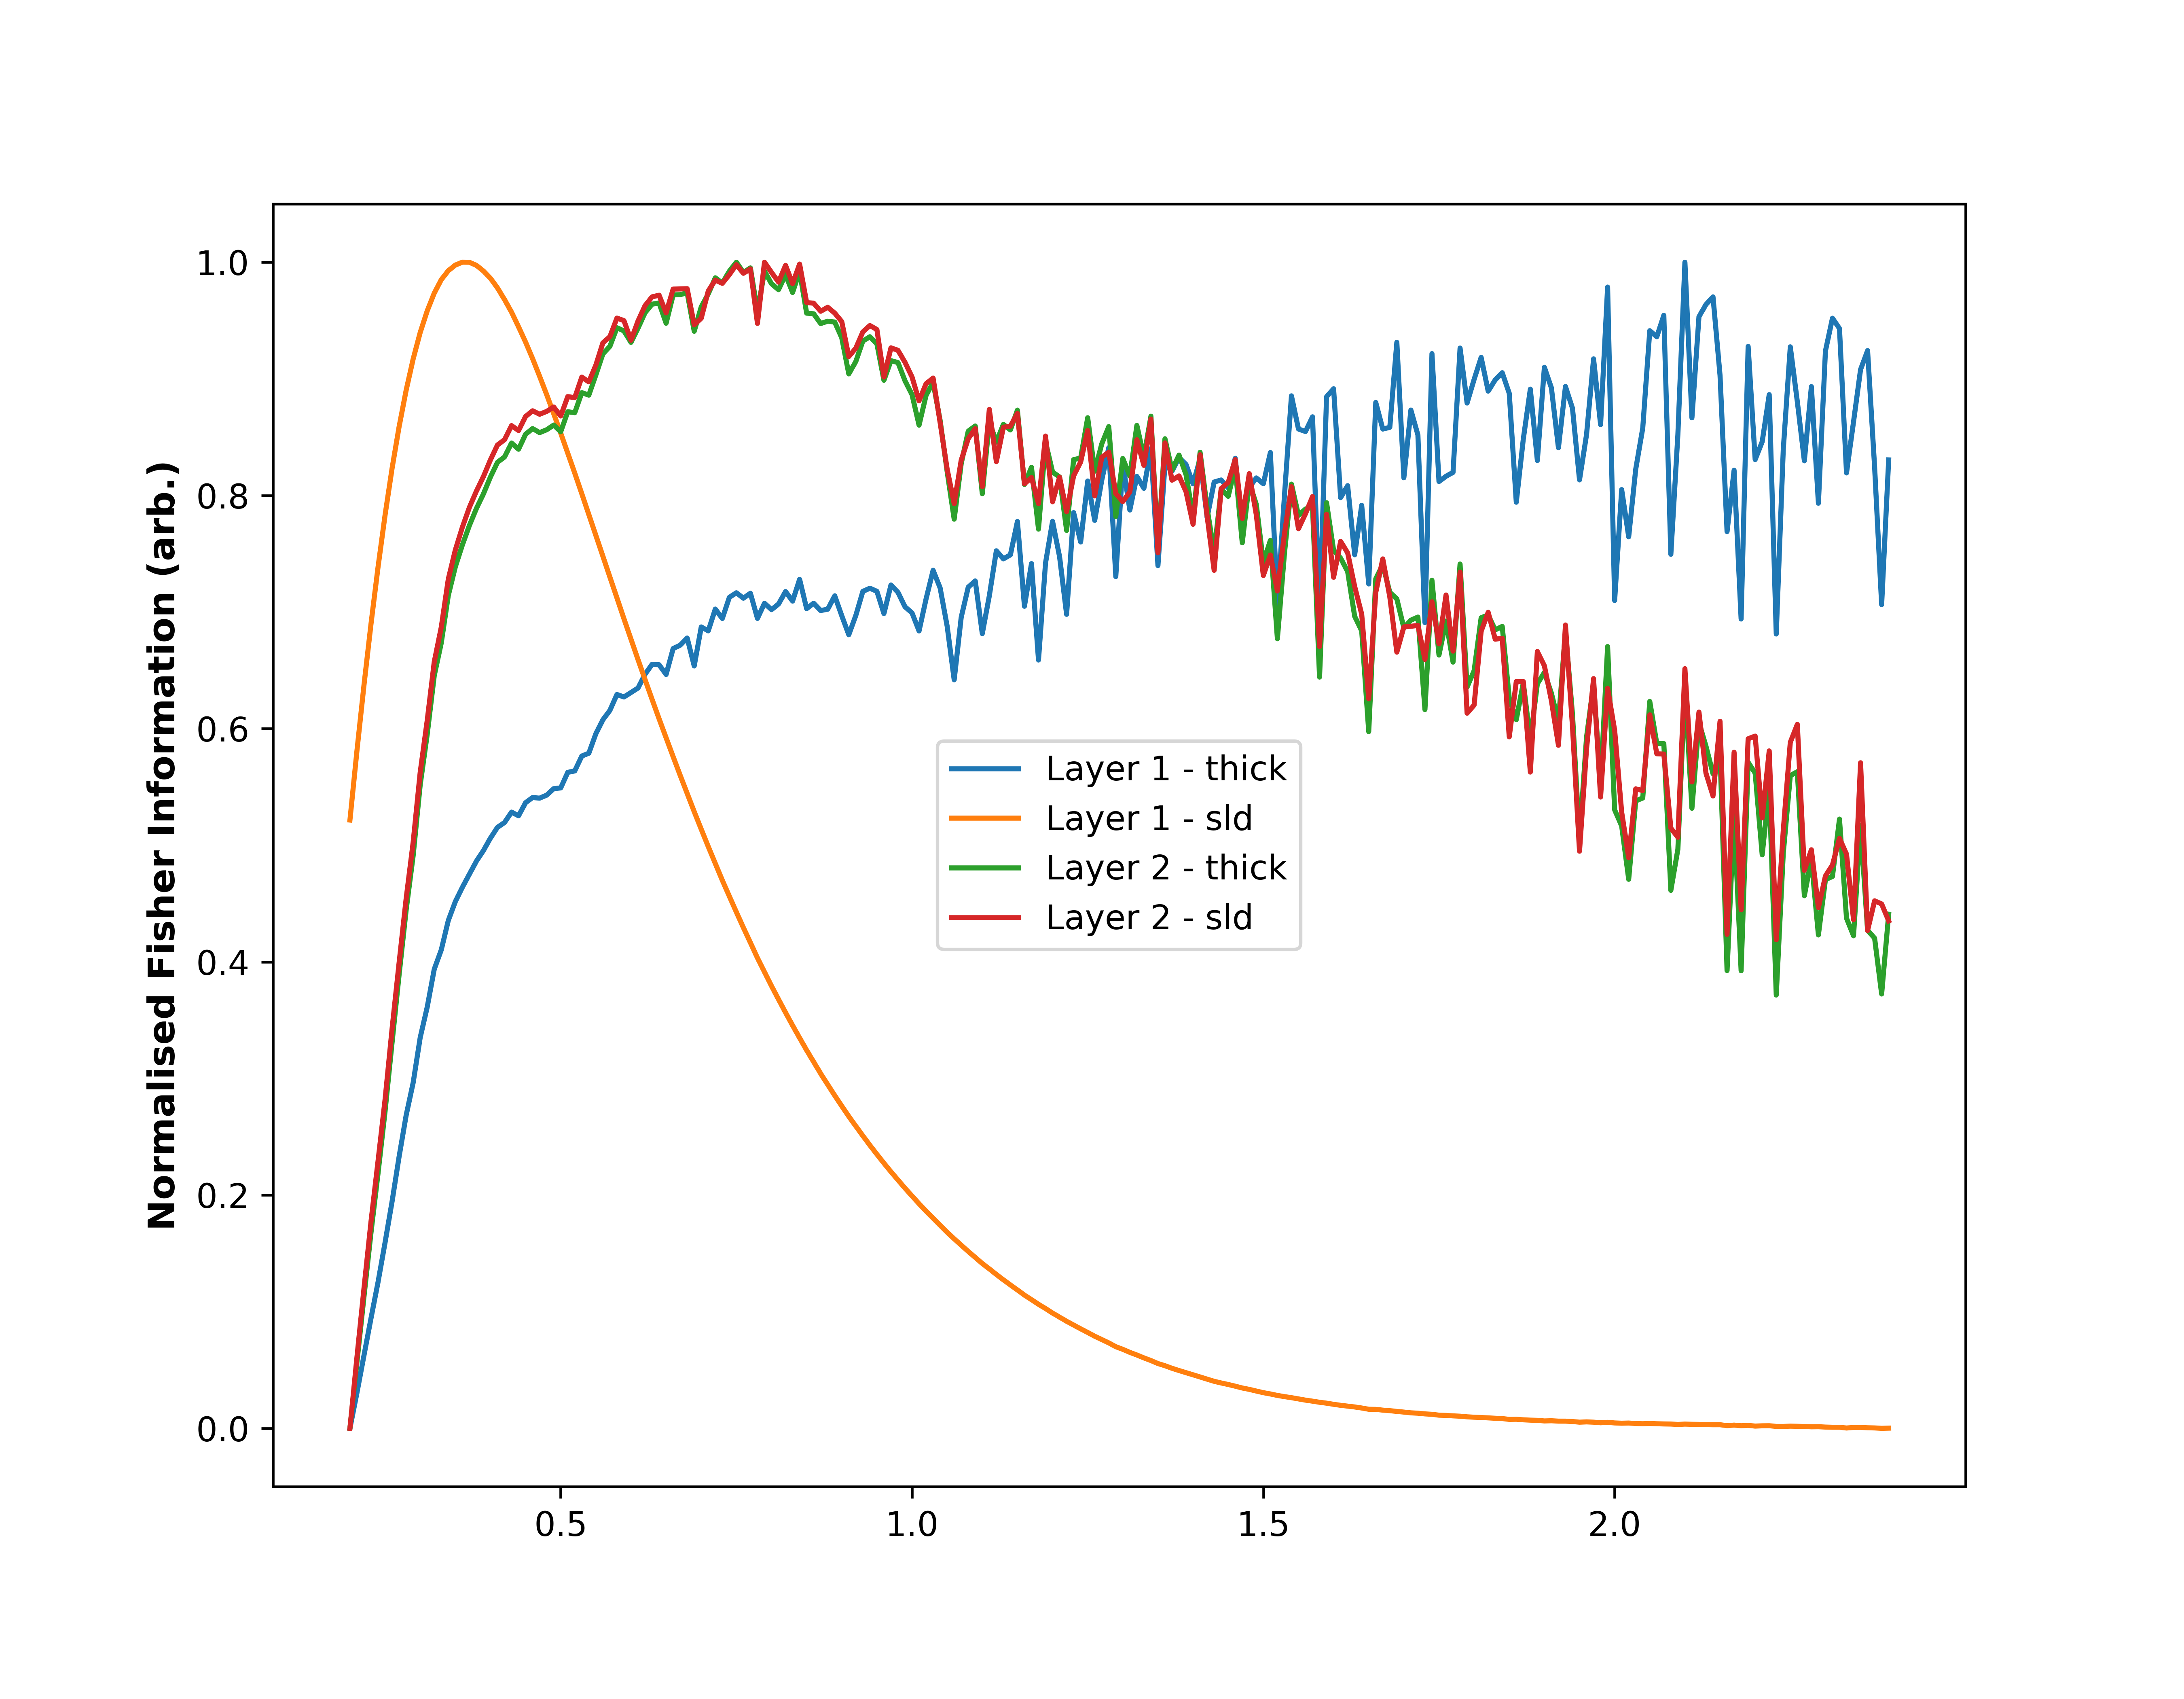 Normalised Fisher Information (arb.)
1.0
0.8
0.6
0.4
0.2
0.0
0.5
1.0
1.5
2.0
Layer 1 - thick
Layer 1 - sld
Layer 2 - thick
Layer 2 - sld